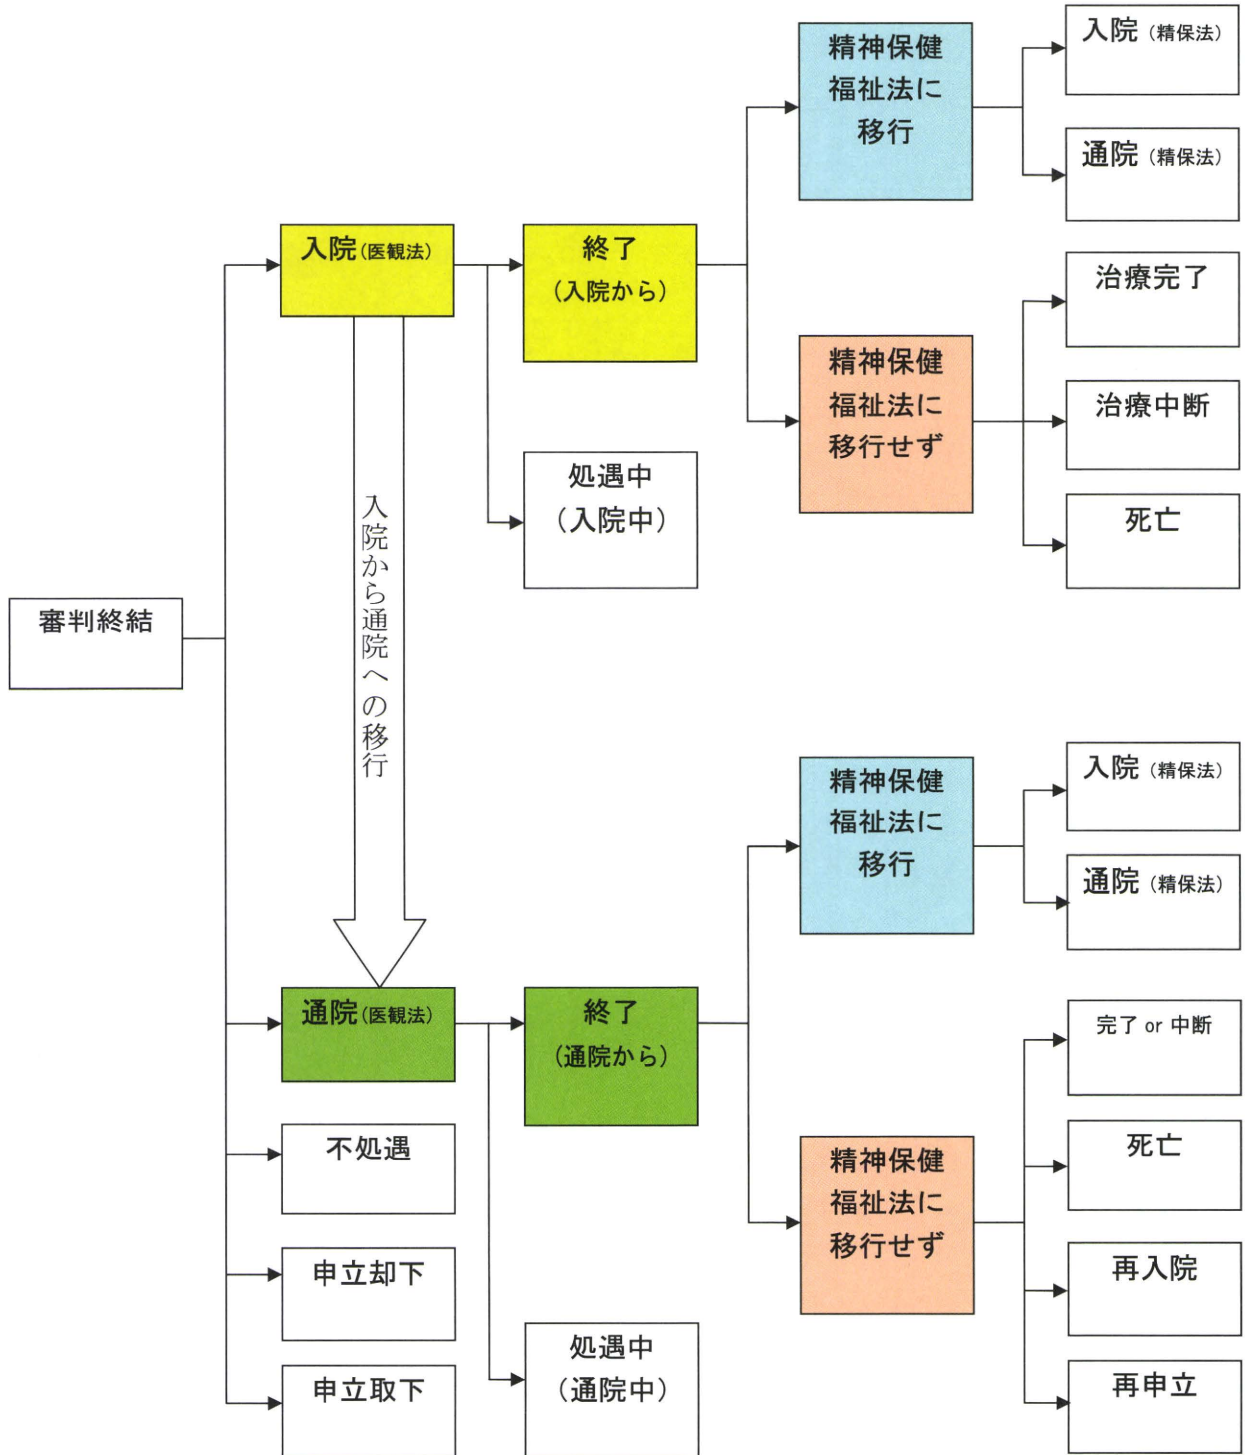 審判終結
入院(医観法)
入院から通院への移行
通院(医観法)
不処遇
申立却下
申立取下
終了
(入院から)
処遇中
(入院中)
終了
(通院から)
処遇中
(通院中)
精神保健
福祉法に
移行
精神保健
福祉法に
移行せず
精神保健
福祉法に
移行
精神保健
福祉法に
移行せず
入院(精保法)
通院(精保法)
治療完了
治療中断
死亡
入院(精保法)
通院(精保法)
完了 or 中断
死亡
再入院
再申立